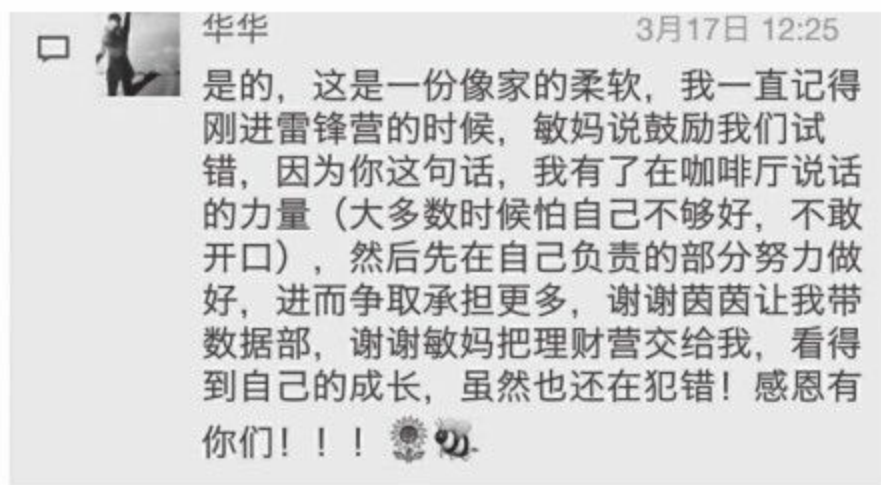 华华
3月17日 12:25
是的，这是一份像家的柔软，我一直记得
刚进雷锋营的时候，敏妈说鼓励我们试
错，因为你这句话，我有了在咖啡厅说话
的力量（大多数时候怕自己不够好，不敢
开口），然后先在自己负责的部分努力做
好，进而争取承担更多，谢谢茵茵让我带
数据部，谢谢敏妈把理财营交给我，看得
到自己的成长，虽然也还在犯错！感恩有
你们！！！🌻🐝